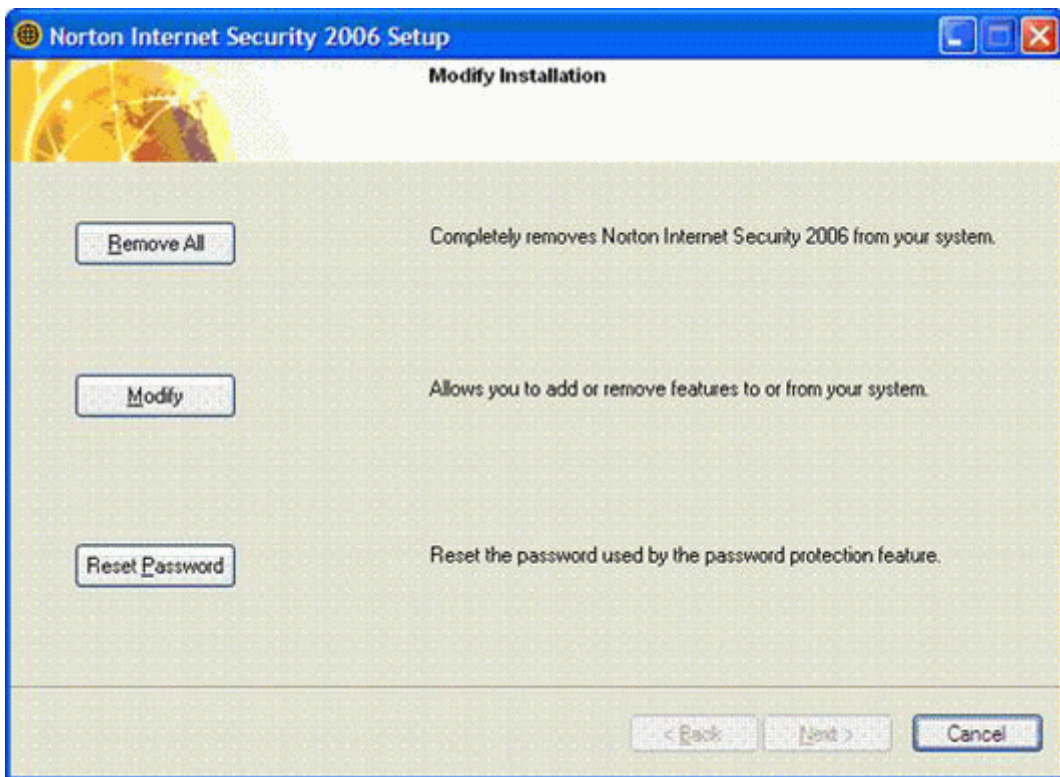 Norton Internet Security 2006 Setup
Modify Installation
Remove All
Completely removes Norton Internet Security 2006 from your system.
Modify
Allows you to add or remove features to or from your system.
Reset Password
Reset the password used by the password protection feature.
< Back
Next >
Cancel